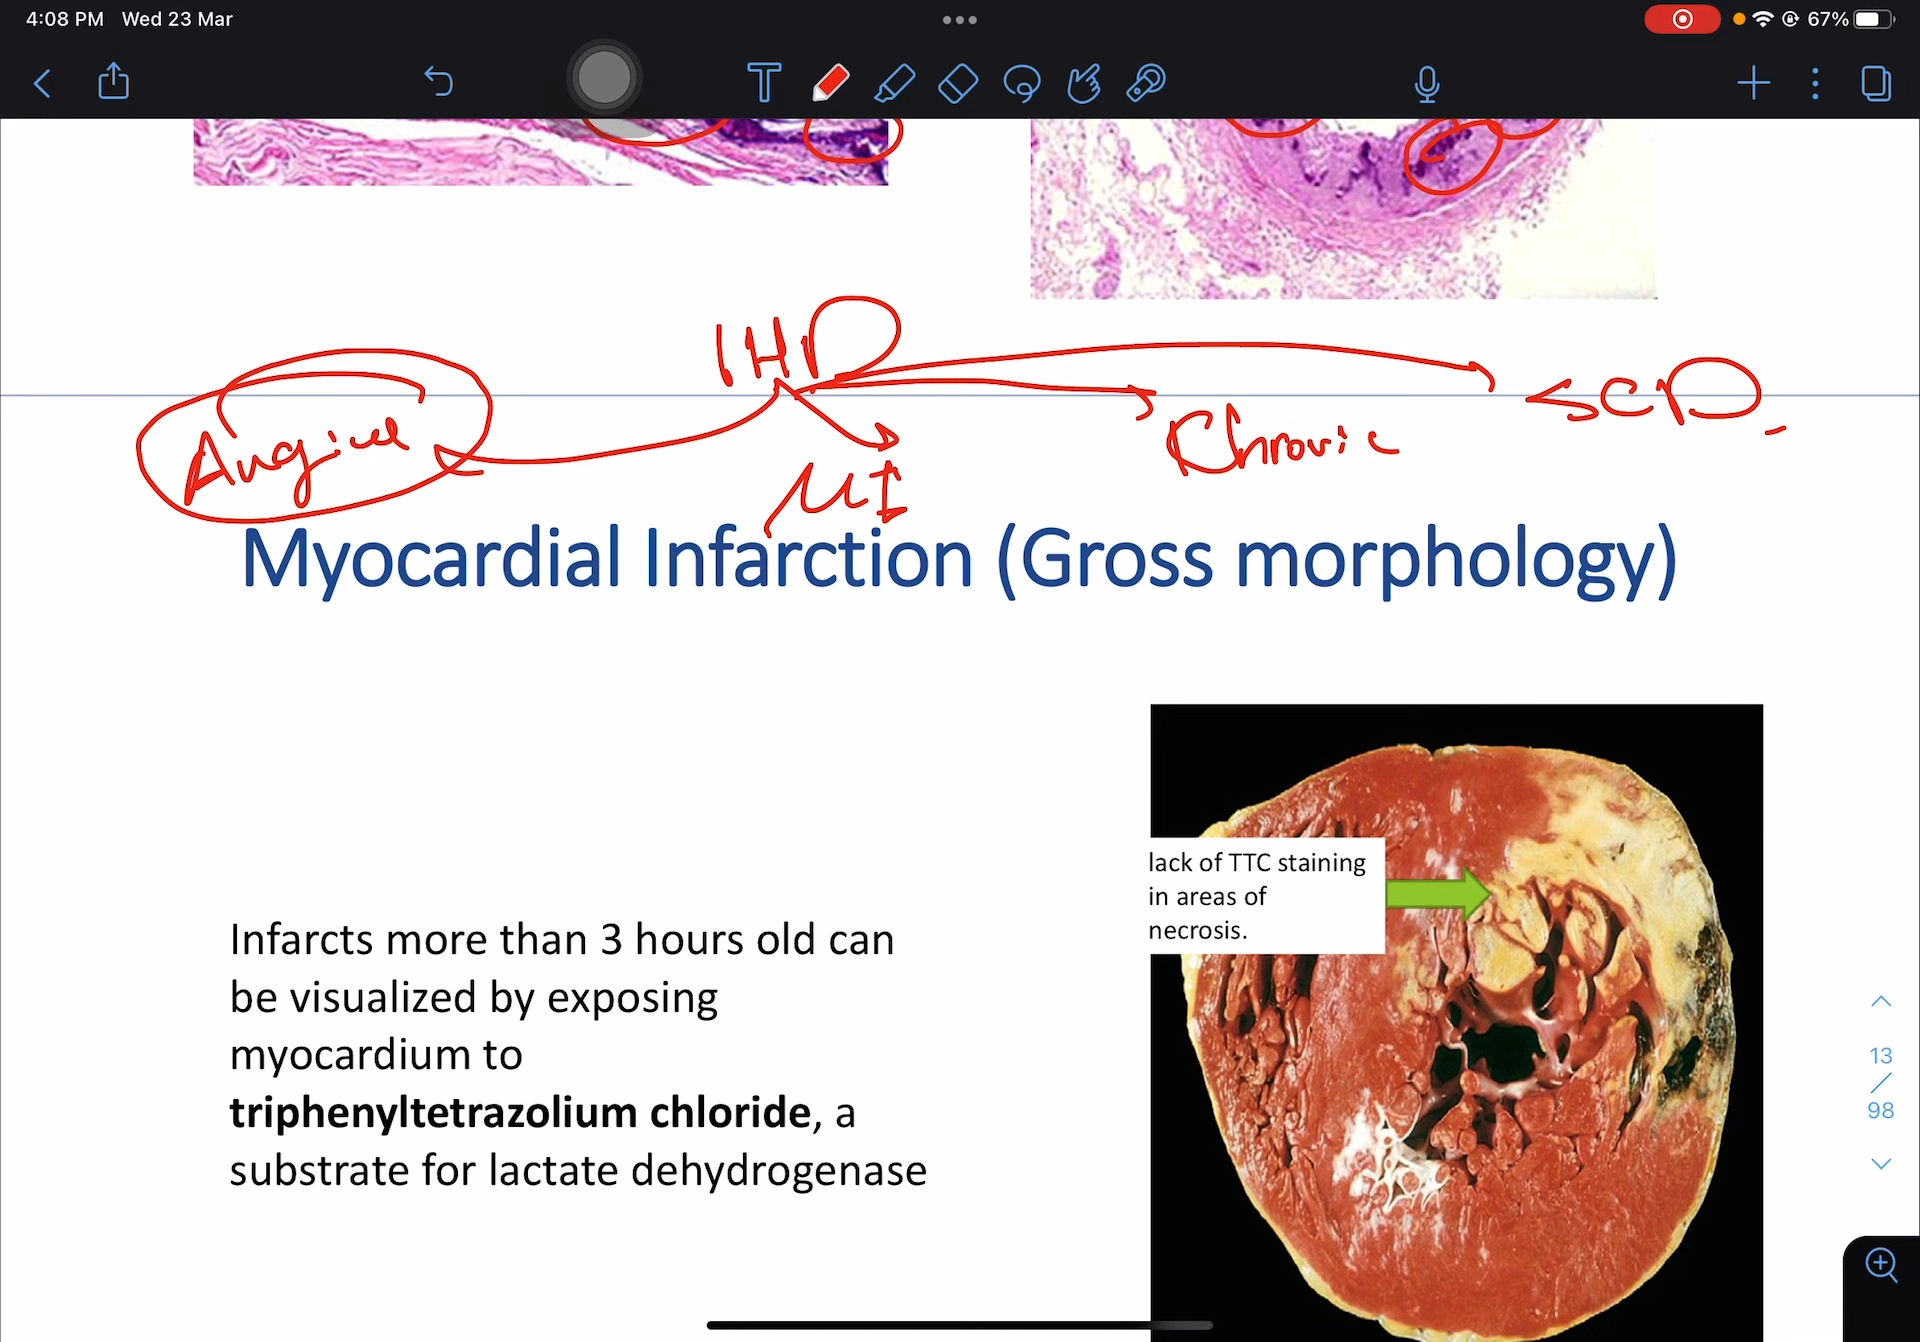 4:08 PM Wed 23 Mar
67%
T
IHD
Angina
MI
Chronic
SCD
Myocardial Infarction (Gross morphology)
lack of TTC staining
in areas of
necrosis.
Infarcts more than 3 hours old can
be visualized by exposing
myocardium to
triphenyltetrazolium chloride, a
substrate for lactate dehydrogenase
13
/
98